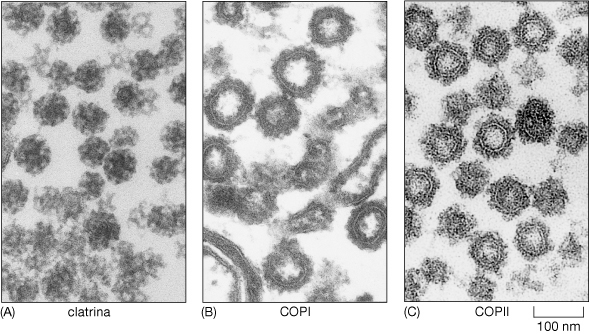 (A) clatrina
(B) COPI
(C) COPII
100 nm